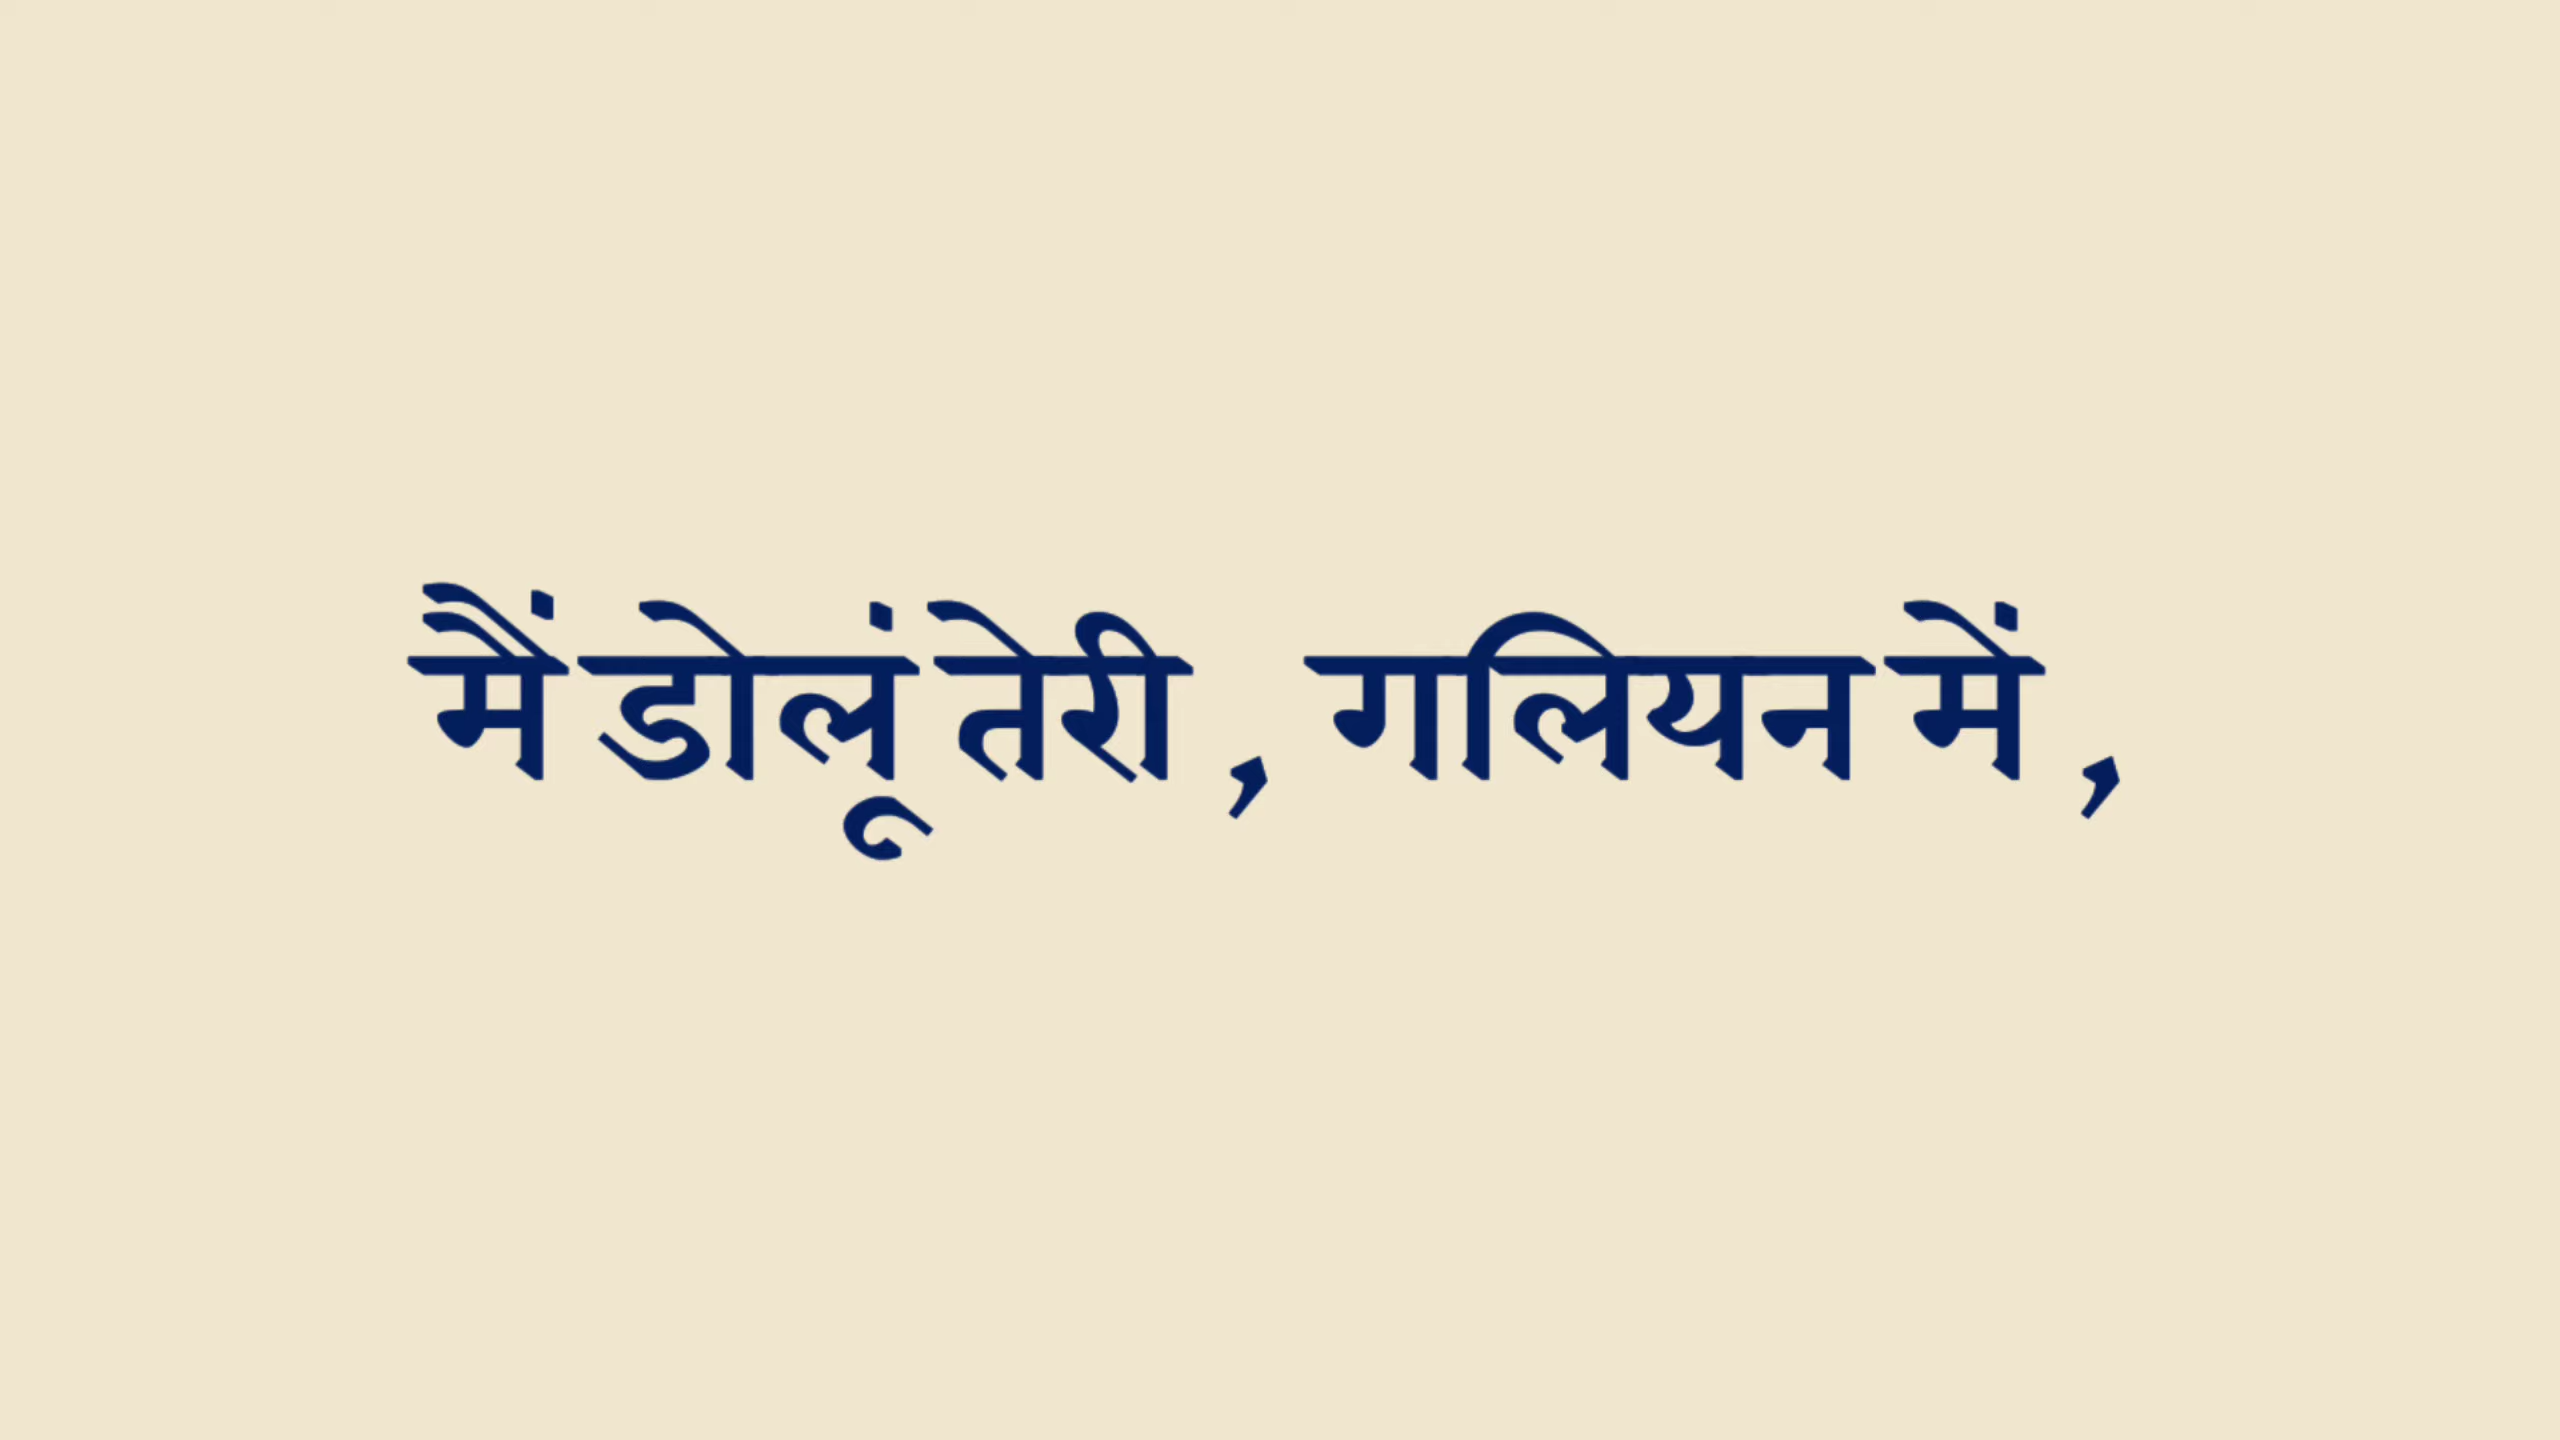 मैं डोलूं तेरी , गलियन में ,